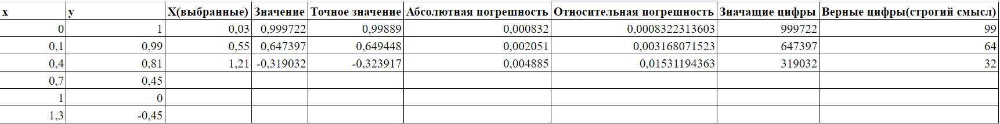 x y X(выбранные) Значение Точное значение Абсолютная погрешность Относительная погрешность Значащие цифры Верные цифры(строгий смысл)
0 1 0,03 0,999722 0,99889 0,000832 0,0008322313603 999722 99
0,1 0,99 0,55 0,647397 0,649448 0,002051 0,003168071523 647397 64
0,4 0,81 1,21 -0,319032 -0,323917 0,004885 0,01531194363 319032 32
0,7 0,45
1 0
1,3 -0,45